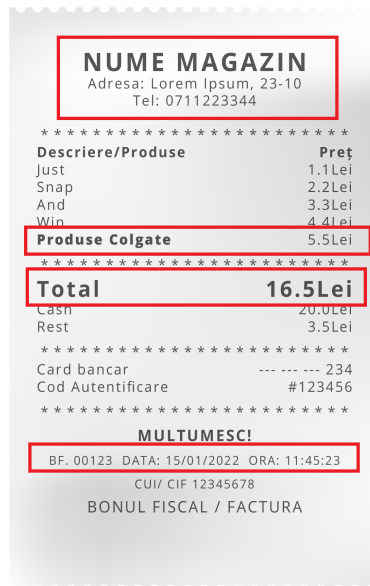 NUME MAGAZIN
Adresa: Lorem Ipsum, 23-10
Tel: 0711223344
* * * * * * * * * * * * * * * * * * * * * * * *
Descriere/Produse Preț
Just 1.1Lei
Snap 2.2Lei
And 3.3Lei
Win 4.4Lei
Produse Colgate 5.5Lei
* * * * * * * * * * * * * * * * * * * * * * * *
Total 16.5Lei
Cash 20.0Lei
Rest 3.5Lei
* * * * * * * * * * * * * * * * * * * * * * * *
Card bancar --- --- --- 234
Cod Autentificare #123456
* * * * * * * * * * * * * * * * * * * * * * * *
MULTUMESC!
BF. 00123 DATA: 15/01/2022 ORA: 11:45:23
CUI/ CIF 12345678
BONUL FISCAL / FACTURA